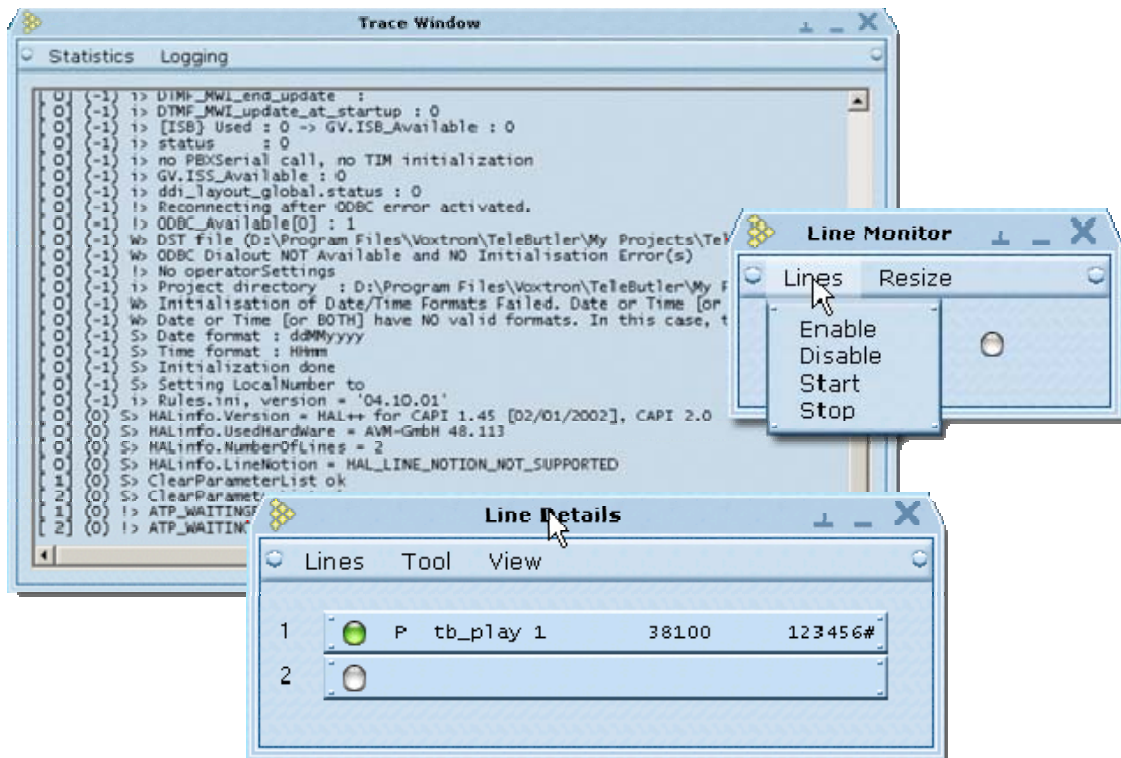 Trace Window
Statistics Logging
[ 0] (-1) i> DTMF_MWI_end_update :
[ 0] (-1) i> DTMF_MWI_update_at_startup : 0
[ 0] (-1) i> [ISB} Used : 0 -> GV.ISB_Available : 0
[ 0] (-1) i> status : 0
[ 0] (-1) i> no PBXSerial call, no TIM initialization
[ 0] (-1) i> GV.ISS_Available : 0
[ 0] (-1) i> ddi_layout_global.status : 0
[ 0] (-1) !> Reconnecting after ODBC error activated.
[ 0] (-1) !> ODBC_Available[0] : 1
[ 0] (-1) W> DST file (D:\Program Files\Voxtron\TeleButler\My Projects\Tel
[ 0] (-1) W> ODBC Dialout NOT Available and NO Initialisation Error(s)
[ 0] (-1) !> No operatorSettings
[ 0] (-1) i> Project directory : D:\Program Files\Voxtron\TeleButler\My P
[ 0] (-1) W> Initialisation of Date/Time Formats Failed. Date or Time [or
[ 0] (-1) W> Date or Time [or BOTH] have NO valid formats. In this case, t
[ 0] (-1) S> Date format : ddMMyyyy
[ 0] (-1) S> Time format : HHmm
[ 0] (-1) S> Initialization done
[ 0] (-1) S> Setting LocalNumber to
[ 0] (-1) i> Rules.ini, version = '04.10.01'
[ 0] (0) S> HALinfo.Version = HAL++ for CAPI 1.45 [02/01/2002], CAPI 2.0
[ 0] (0) S> HALinfo.UsedHardware = AVM-GmbH 48.113
[ 0] (0) S> HALinfo.NumberOfLines = 2
[ 0] (0) S> HALinfo.LineNotion = HAL_LINE_NOTION_NOT_SUPPORTED
[ 1] (0) S> ClearParameterList ok
[ 2] (0) S> ClearParamet
[ 1] (0) !> ATP_WAITING
[ 2] (0) !> ATP_WAITIN
Line Monitor
Lines Resize
Enable
Disable
Start
Stop
Line Details
Lines Tool View
1 P tb_play 1 38100 123456#
2